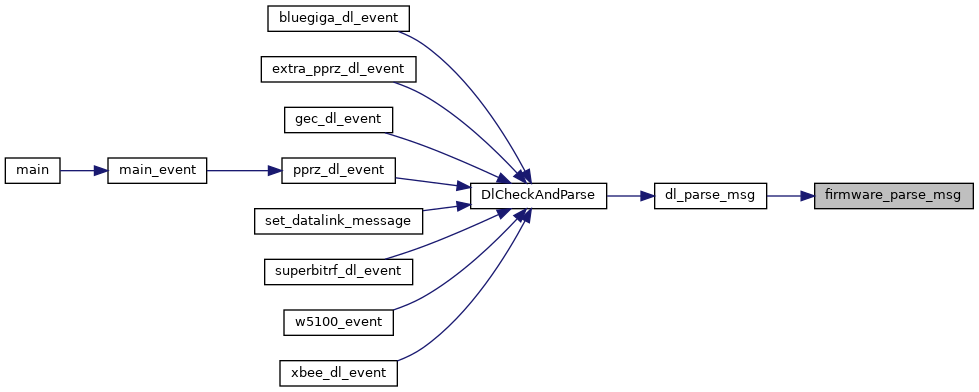 bluegiga_dl_event
extra_pprz_dl_event
gec_dl_event
main
main_event
pprz_dl_event
DlCheckAndParse
dl_parse_msg
firmware_parse_msg
set_datalink_message
superbitrf_dl_event
w5100_event
xbee_dl_event